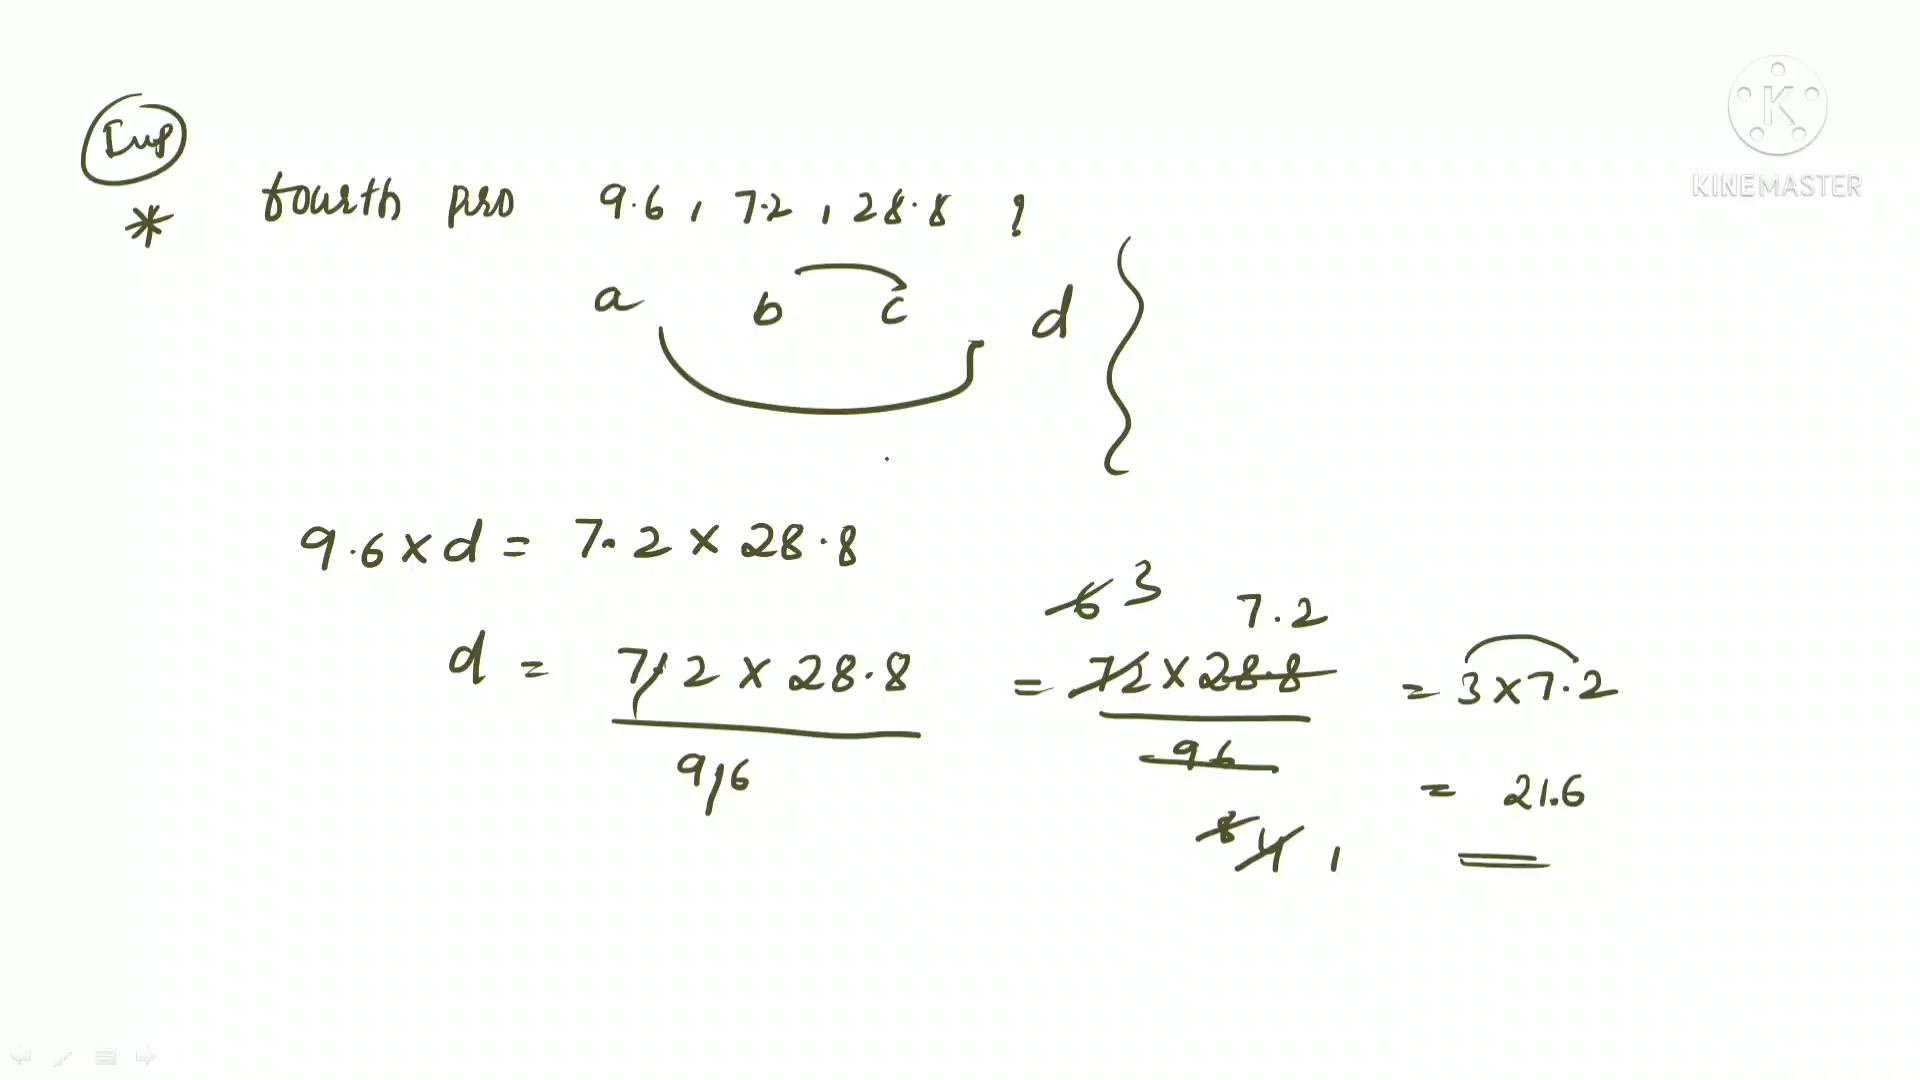 Imp
* fourth pro 9.6, 7.2, 28.8 ?
a b c d
9.6 × d = 7.2 × 28.8
d = 7.2 × 28.8 / 9.6 = 72 × 28.8 / 96 = 3 × 7.2
6 3 7.2
8 4 1
= 21.6
K
KINEMASTER